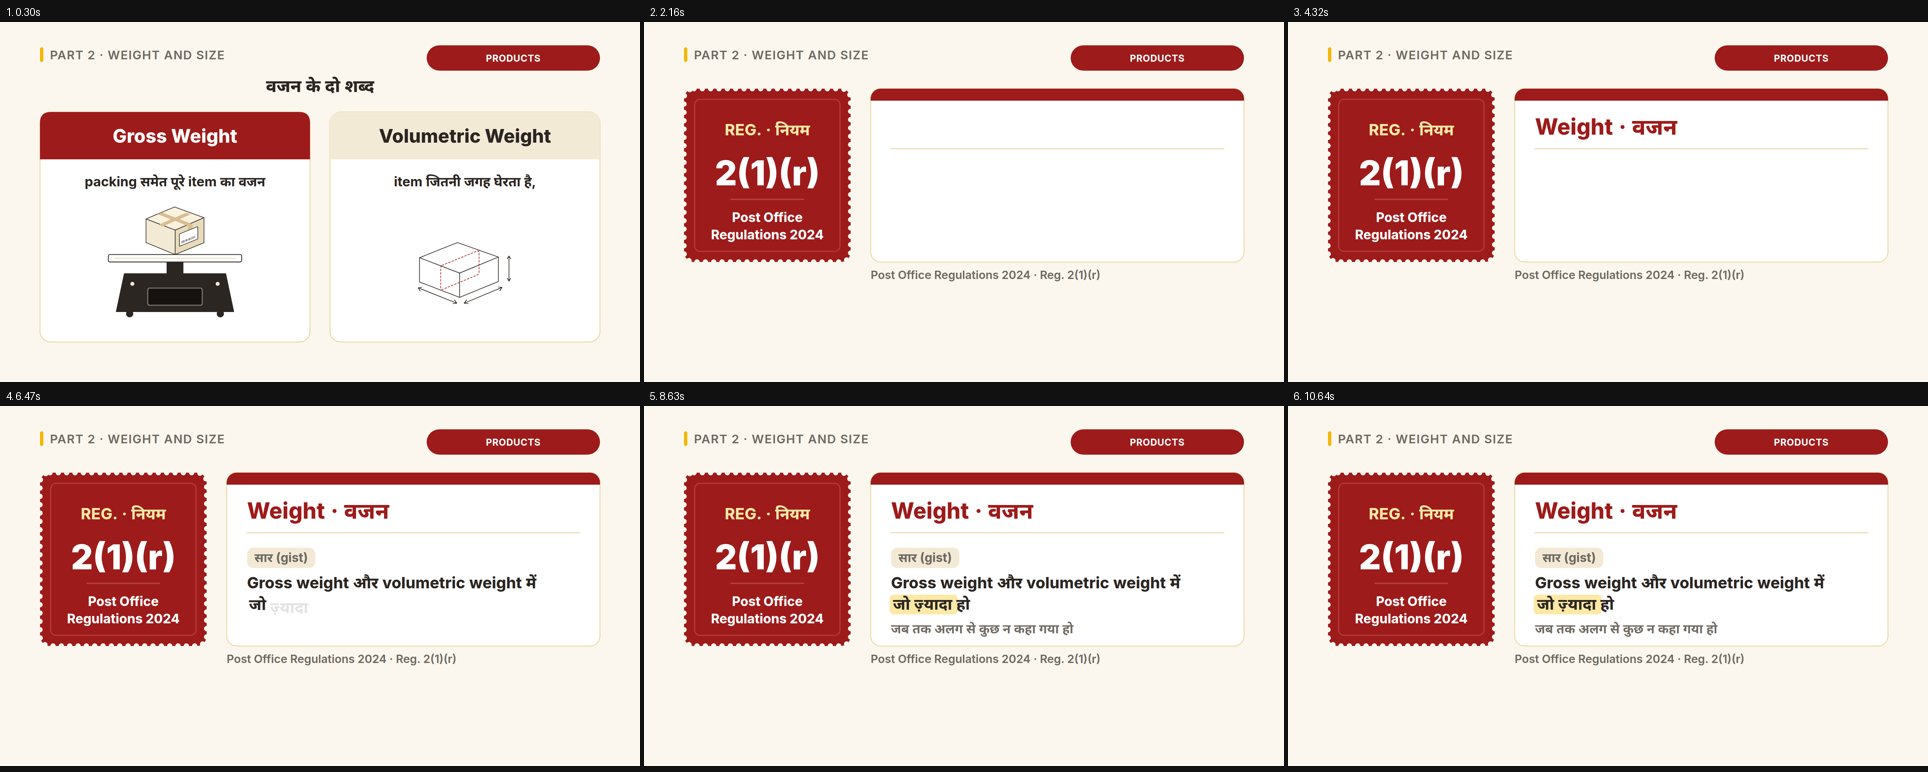 1. 0.30s
PART 2 · WEIGHT AND SIZE
PRODUCTS
वजन के दो शब्द
Gross Weight
Volumetric Weight
packing समेत पूरे item का वजन
item जितनी जगह घेरता है,
2. 2.16s
PART 2 · WEIGHT AND SIZE
PRODUCTS
REG. · नियम
2(1)(r)
Post Office
Regulations 2024
Post Office Regulations 2024 · Reg. 2(1)(r)
3. 4.32s
PART 2 · WEIGHT AND SIZE
PRODUCTS
REG. · नियम
2(1)(r)
Post Office
Regulations 2024
Weight · वजन
Post Office Regulations 2024 · Reg. 2(1)(r)
4. 6.47s
PART 2 · WEIGHT AND SIZE
PRODUCTS
REG. · नियम
2(1)(r)
Post Office
Regulations 2024
Weight · वजन
सार (gist)
Gross weight और volumetric weight में
जो ज़्यादा
Post Office Regulations 2024 · Reg. 2(1)(r)
5. 8.63s
PART 2 · WEIGHT AND SIZE
PRODUCTS
REG. · नियम
2(1)(r)
Post Office
Regulations 2024
Weight · वजन
सार (gist)
Gross weight और volumetric weight में
जो ज़्यादा हो
जब तक अलग से कुछ न कहा गया हो
Post Office Regulations 2024 · Reg. 2(1)(r)
6. 10.64s
PART 2 · WEIGHT AND SIZE
PRODUCTS
REG. · नियम
2(1)(r)
Post Office
Regulations 2024
Weight · वजन
सार (gist)
Gross weight और volumetric weight में
जो ज़्यादा हो
जब तक अलग से कुछ न कहा गया हो
Post Office Regulations 2024 · Reg. 2(1)(r)